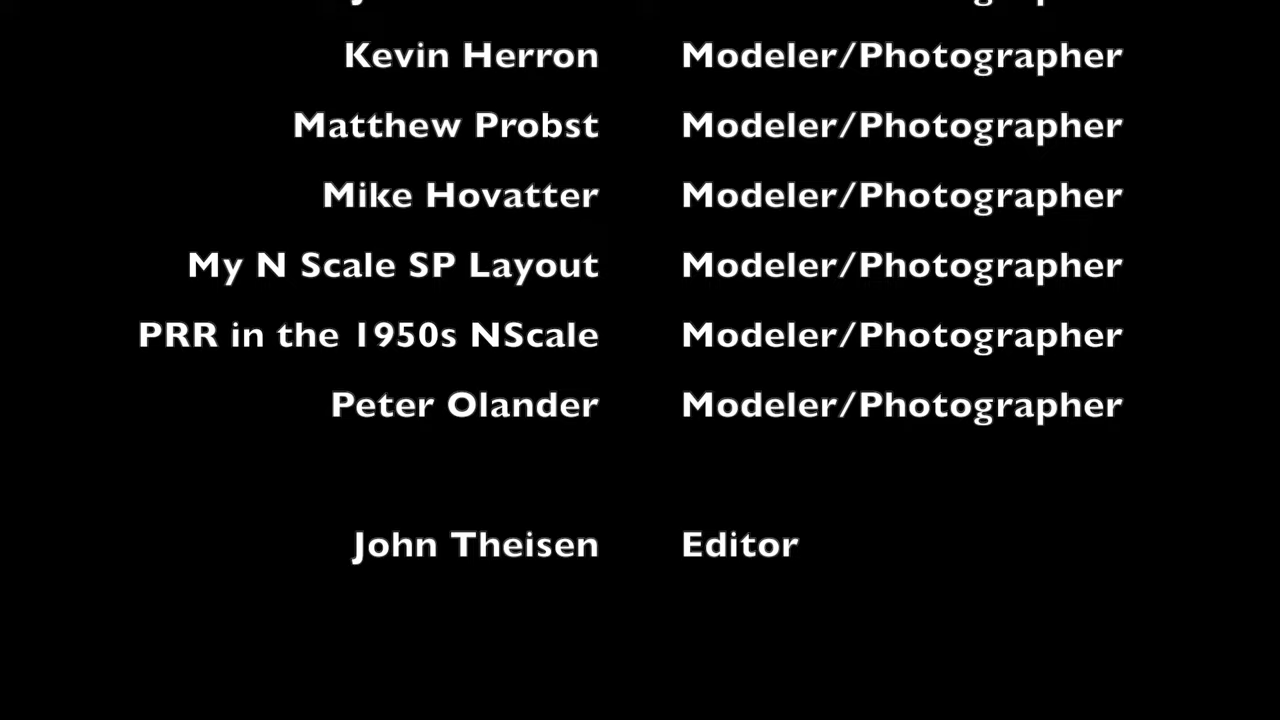 Kevin Herron Modeler/Photographer
Matthew Probst Modeler/Photographer
Mike Hovatter Modeler/Photographer
My N Scale SP Layout Modeler/Photographer
PRR in the 1950s NScale Modeler/Photographer
Peter Olander Modeler/Photographer
John Theisen Editor